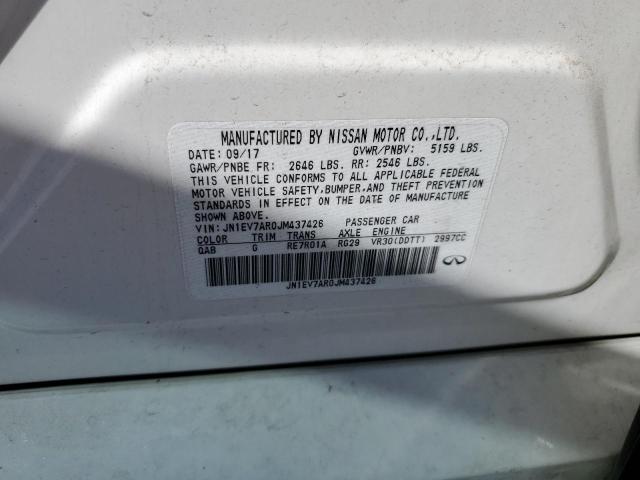 MANUFACTURED BY NISSAN MOTOR CO.,LTD.
DATE: 09/17 GVWR/PNBV: 5159 LBS.
GAWR/PNBE FR: 2646 LBS. RR: 2546 LBS.
THIS VEHICLE CONFORMS TO ALL APPLICABLE FEDERAL
MOTOR VEHICLE SAFETY,BUMPER,AND THEFT PREVENTION
STANDARDS IN EFFECT ON THE DATE OF MANUFACTURE
SHOWN ABOVE.
VIN: JN1EV7AR0JM437426 PASSENGER CAR
COLOR TRIM TRANS AXLE ENGINE
QAB G RE7R01A RG29 VR30(DDTT) 2997CC
JN1EV7AR0JM437426